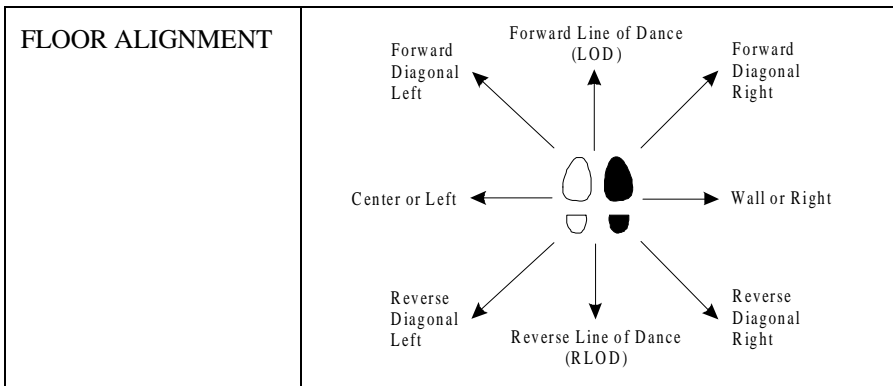 FLOOR ALIGNMENT
Forward Line of Dance
(LOD)
Forward
Diagonal
Left
Forward
Diagonal
Right
Center or Left
Wall or Right
Reverse
Diagonal
Left
Reverse Line of Dance
(RLOD)
Reverse
Diagonal
Right